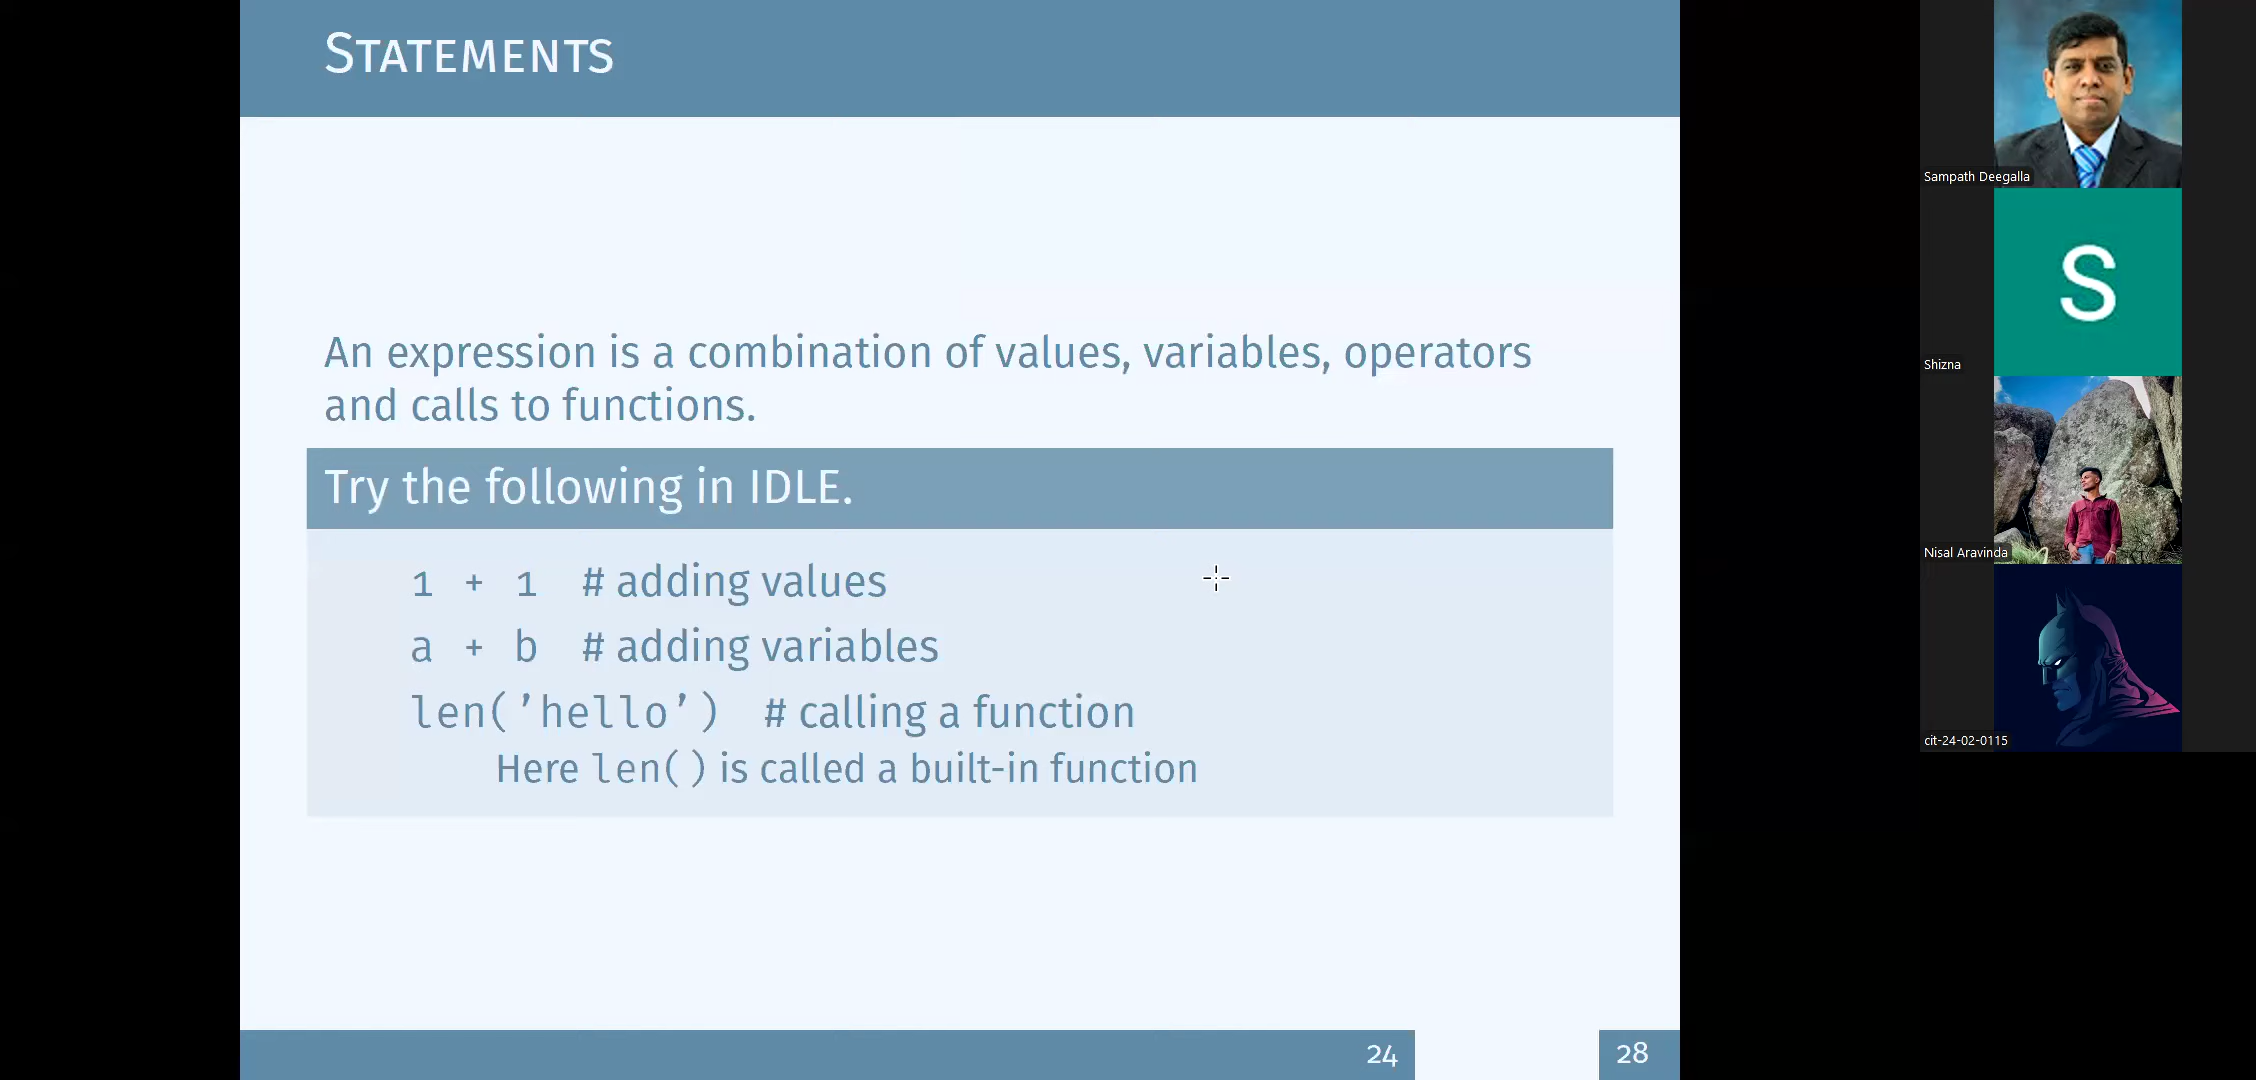 STATEMENTS
An expression is a combination of values, variables, operators
and calls to functions.
Try the following in IDLE.
1 + 1 # adding values
a + b # adding variables
len('hello') # calling a function
Here len() is called a built-in function
24
28
Sampath Deegalla
S
Shizna
Nisal Aravinda
cit-24-02-0115